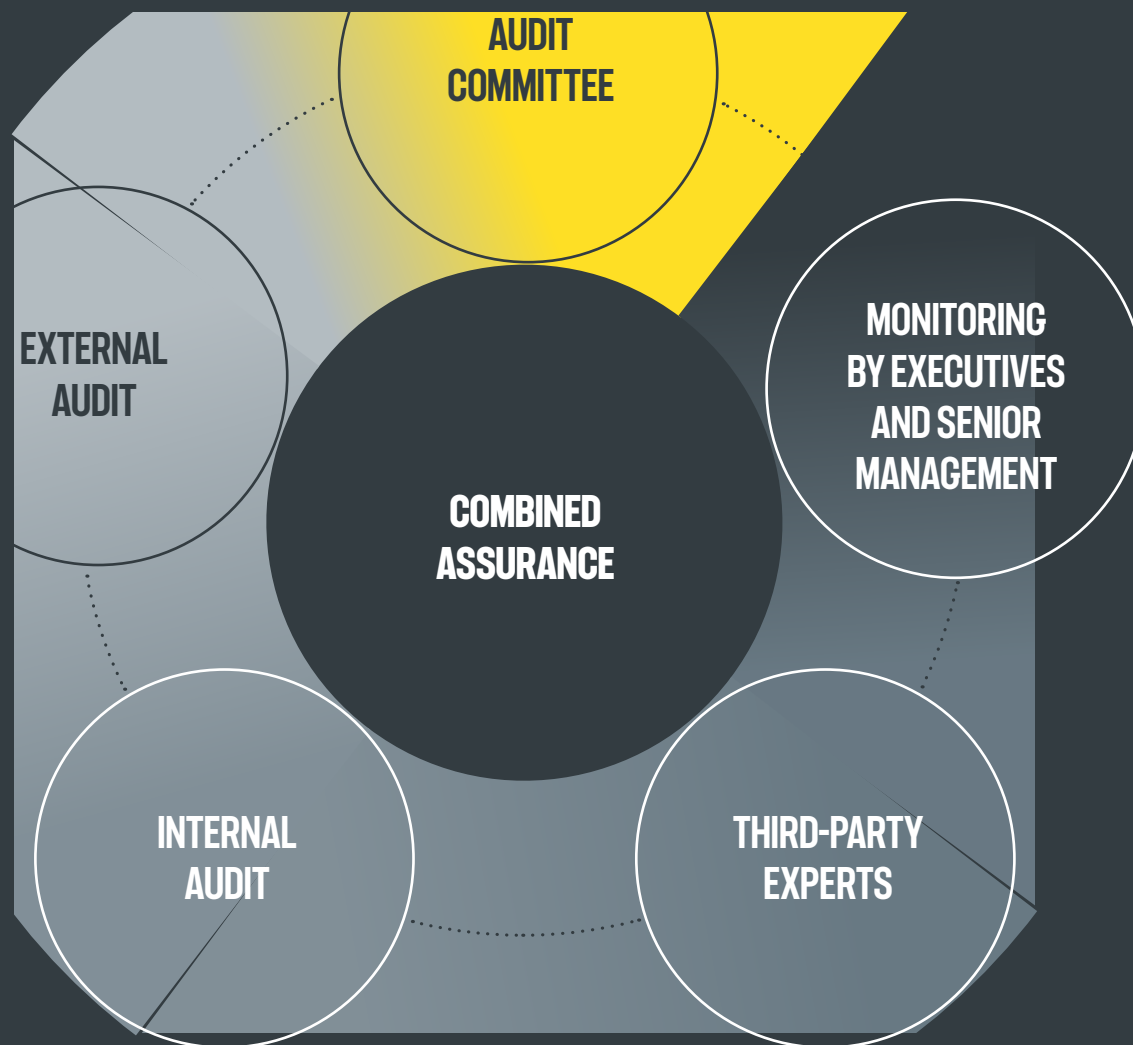 AUDIT
COMMITTEE
MONITORING
BY EXECUTIVES
AND SENIOR
MANAGEMENT
EXTERNAL
AUDIT
COMBINED
ASSURANCE
INTERNAL
AUDIT
THIRD-PARTY
EXPERTS